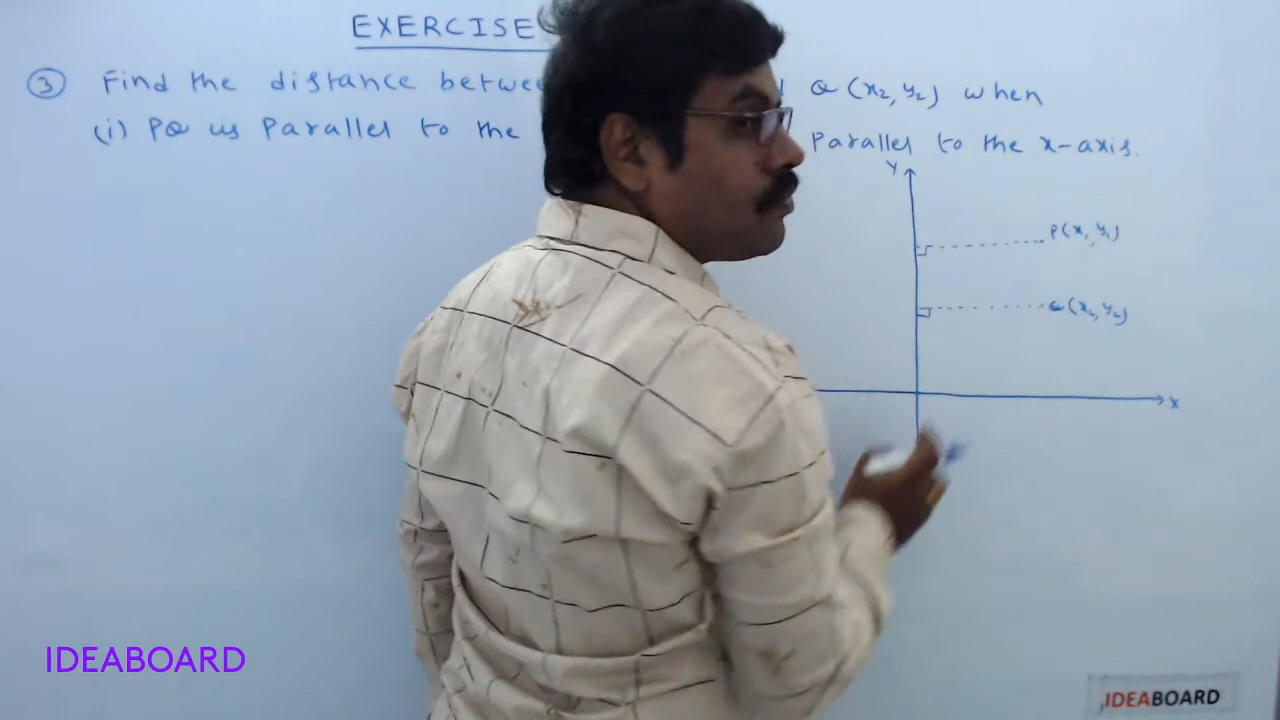 EXERCISE
③ Find the distance Q (x₂, y₂) when
(i) PQ is Parallel to the Parallel to the x-axis.
Y
P(x₁, y₁)
Q(x₂, y₂)
X
IDEABOARD
IDEABOARD